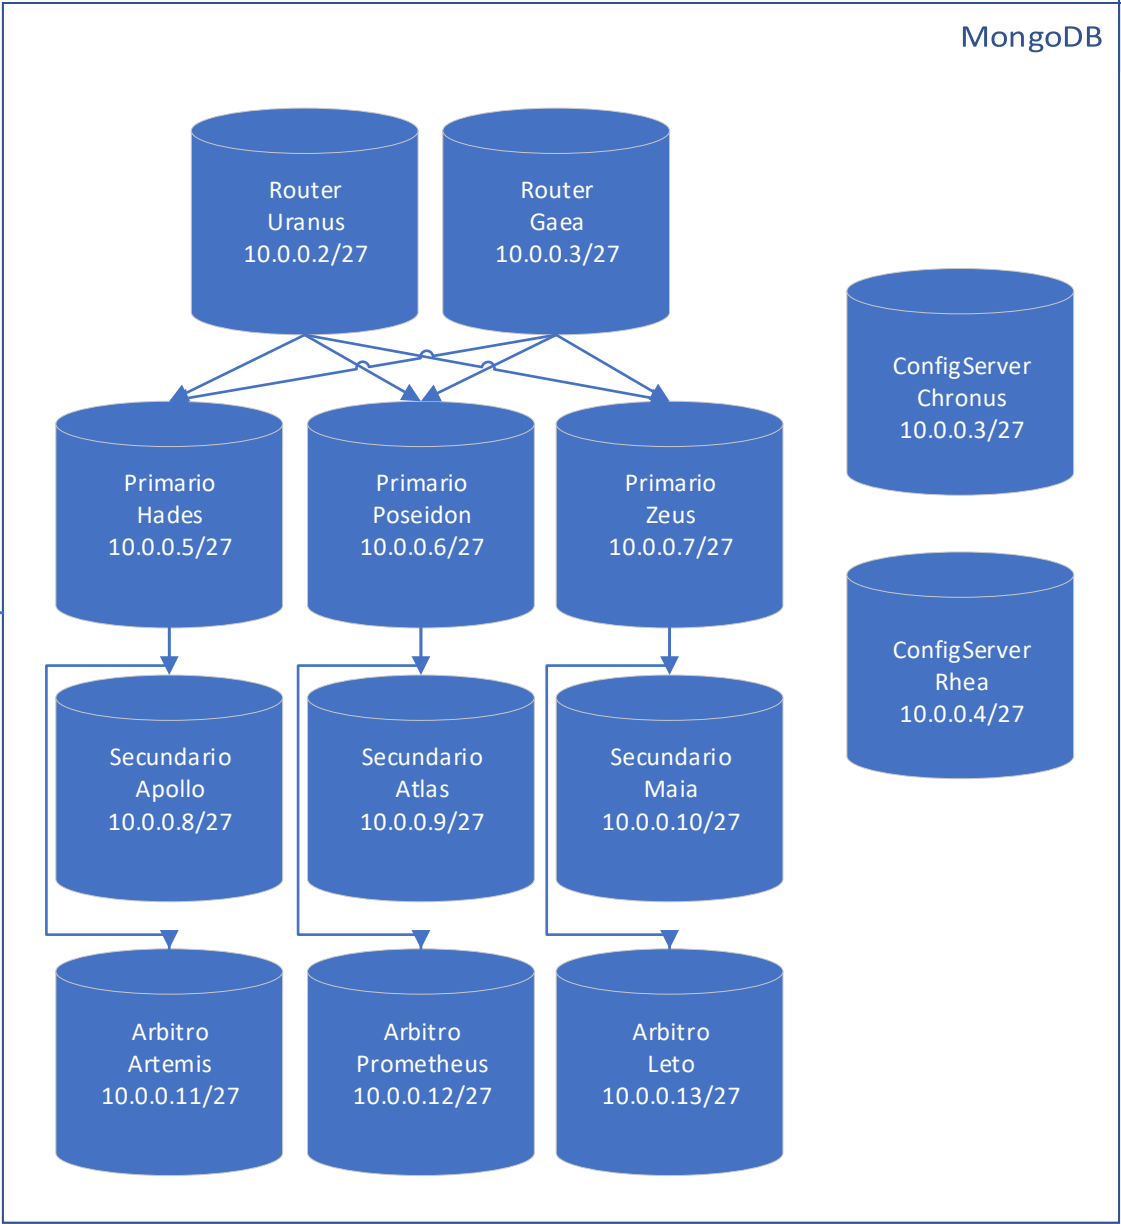 MongoDB
Router
Uranus
10.0.0.2/27
Router
Gaea
10.0.0.3/27
ConfigServer
Chronus
10.0.0.3/27
Primario
Hades
10.0.0.5/27
Primario
Poseidon
10.0.0.6/27
Primario
Zeus
10.0.0.7/27
ConfigServer
Rhea
10.0.0.4/27
Secundario
Apollo
10.0.0.8/27
Secundario
Atlas
10.0.0.9/27
Secundario
Maia
10.0.0.10/27
Arbitro
Artemis
10.0.0.11/27
Arbitro
Prometheus
10.0.0.12/27
Arbitro
Leto
10.0.0.13/27